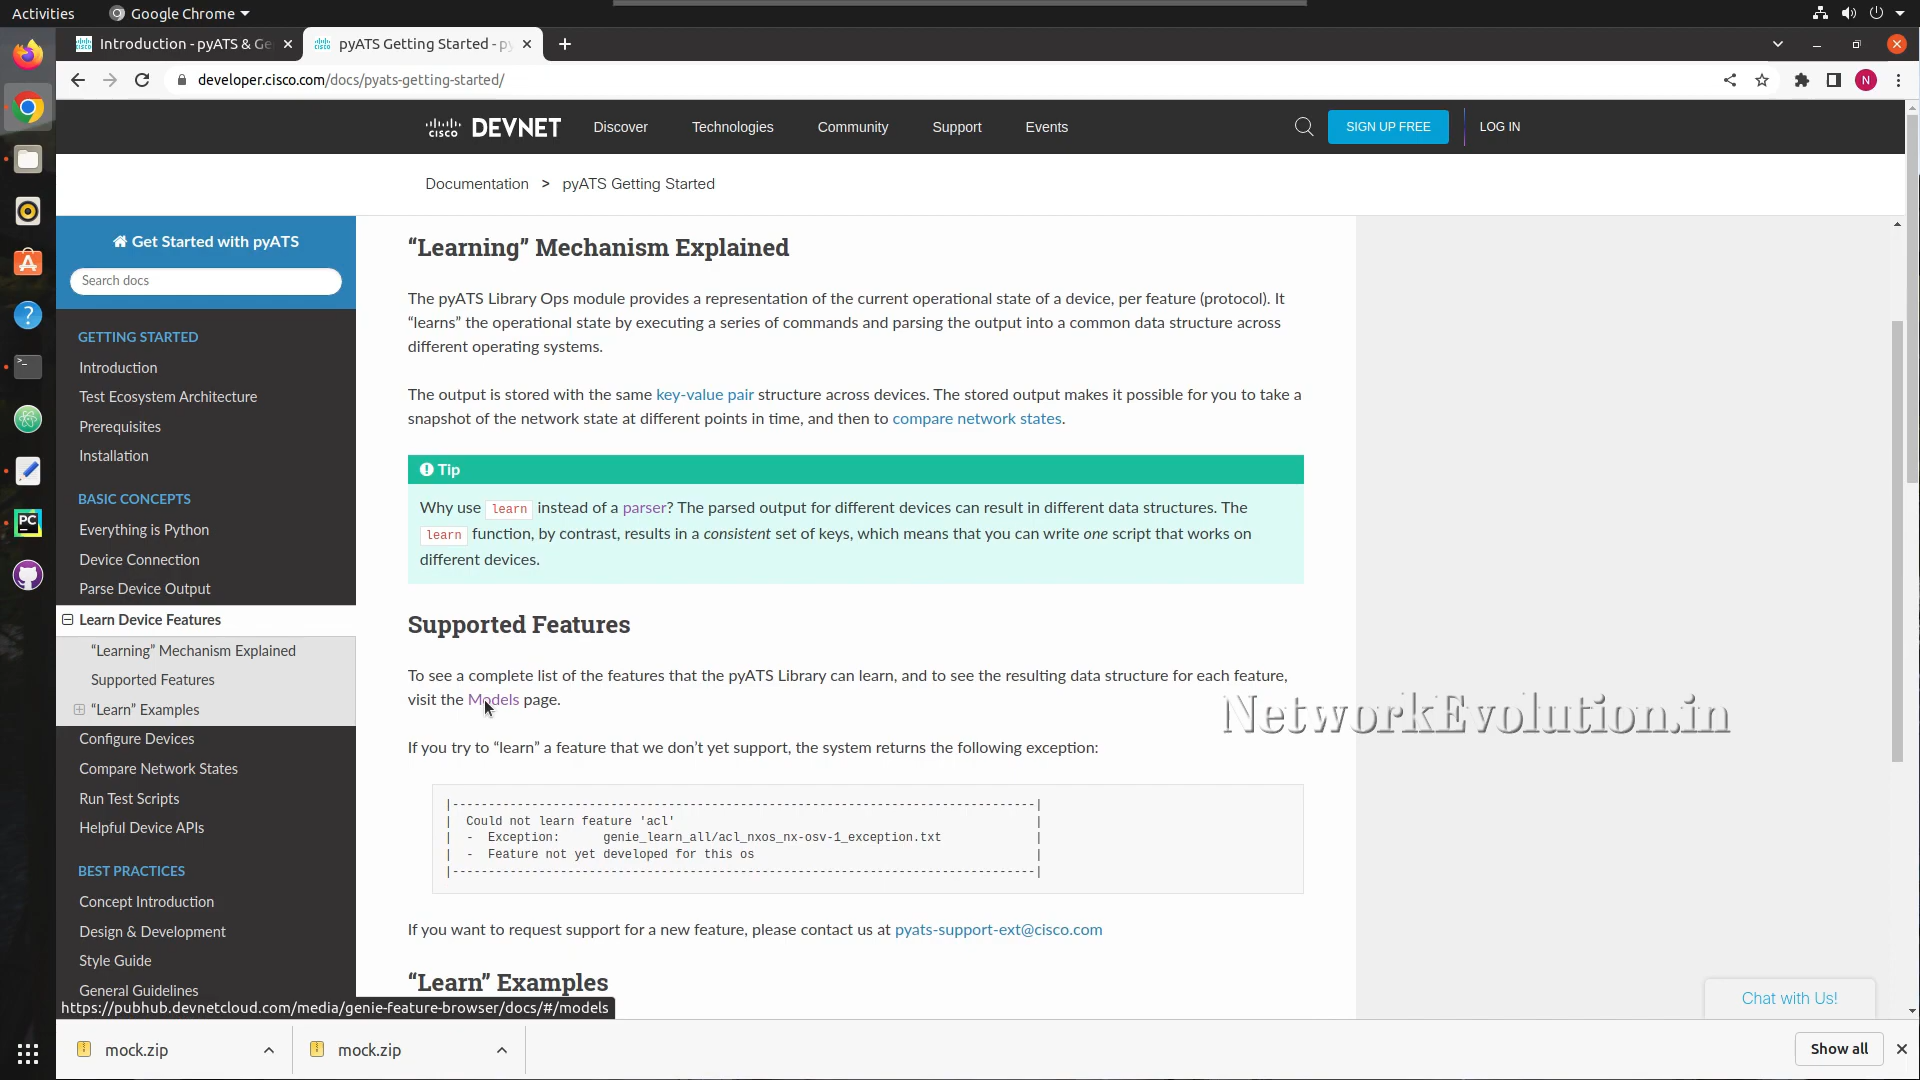 Activities
Google Chrome
Introduction - pyATS & Ge
pyATS Getting Started - py
developer.cisco.com/docs/pyats-getting-started/
N
CISCO DEVNET
Discover
Technologies
Community
Support
Events
SIGN UP FREE
LOG IN
Documentation > pyATS Getting Started
Get Started with pyATS
Search docs
GETTING STARTED
Introduction
Test Ecosystem Architecture
Prerequisites
Installation
BASIC CONCEPTS
Everything is Python
Device Connection
Parse Device Output
Learn Device Features
“Learning” Mechanism Explained
Supported Features
“Learn” Examples
Configure Devices
Compare Network States
Run Test Scripts
Helpful Device APIs
BEST PRACTICES
Concept Introduction
Design & Development
Style Guide
General Guidelines
“Learning” Mechanism Explained
The pyATS Library Ops module provides a representation of the current operational state of a device, per feature (protocol). It
“learns” the operational state by executing a series of commands and parsing the output into a common data structure across
different operating systems.
The output is stored with the same key-value pair structure across devices. The stored output makes it possible for you to take a
snapshot of the network state at different points in time, and then to compare network states.
Tip
Why use learn instead of a parser? The parsed output for different devices can result in different data structures. The
learn function, by contrast, results in a consistent set of keys, which means that you can write one script that works on
different devices.
Supported Features
To see a complete list of the features that the pyATS Library can learn, and to see the resulting data structure for each feature,
visit the Models page.
NetworkEvolution.in
If you try to “learn” a feature that we don’t yet support, the system returns the following exception:
|--------------------------------------------------------------------------------|
| Could not learn feature 'acl' |
| - Exception: genie_learn_all/acl_nxos_nx-osv-1_exception.txt |
| - Feature not yet developed for this os |
|--------------------------------------------------------------------------------|
If you want to request support for a new feature, please contact us at pyats-support-ext@cisco.com
“Learn” Examples
Chat with Us!
https://pubhub.devnetcloud.com/media/genie-feature-browser/docs/#/models
mock.zip
mock.zip
Show all